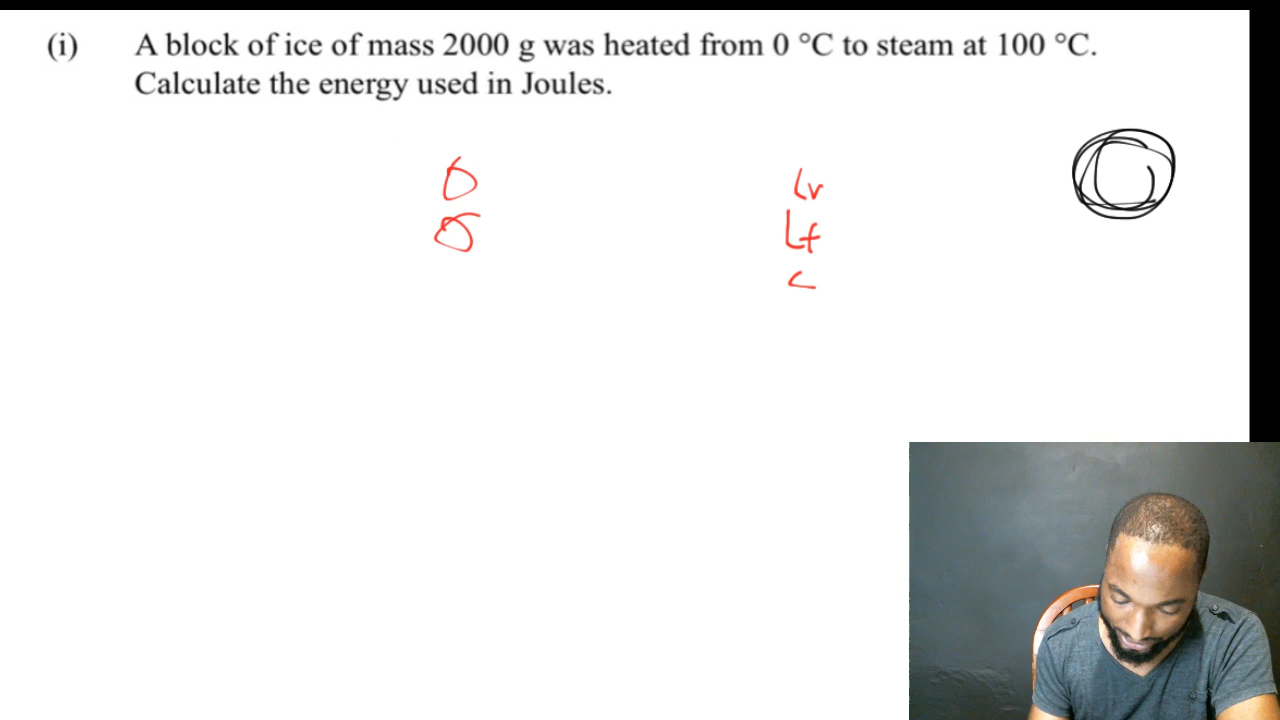 (i) A block of ice of mass 2000 g was heated from 0 °C to steam at 100 °C.
Calculate the energy used in Joules.
Lv
Lf
c